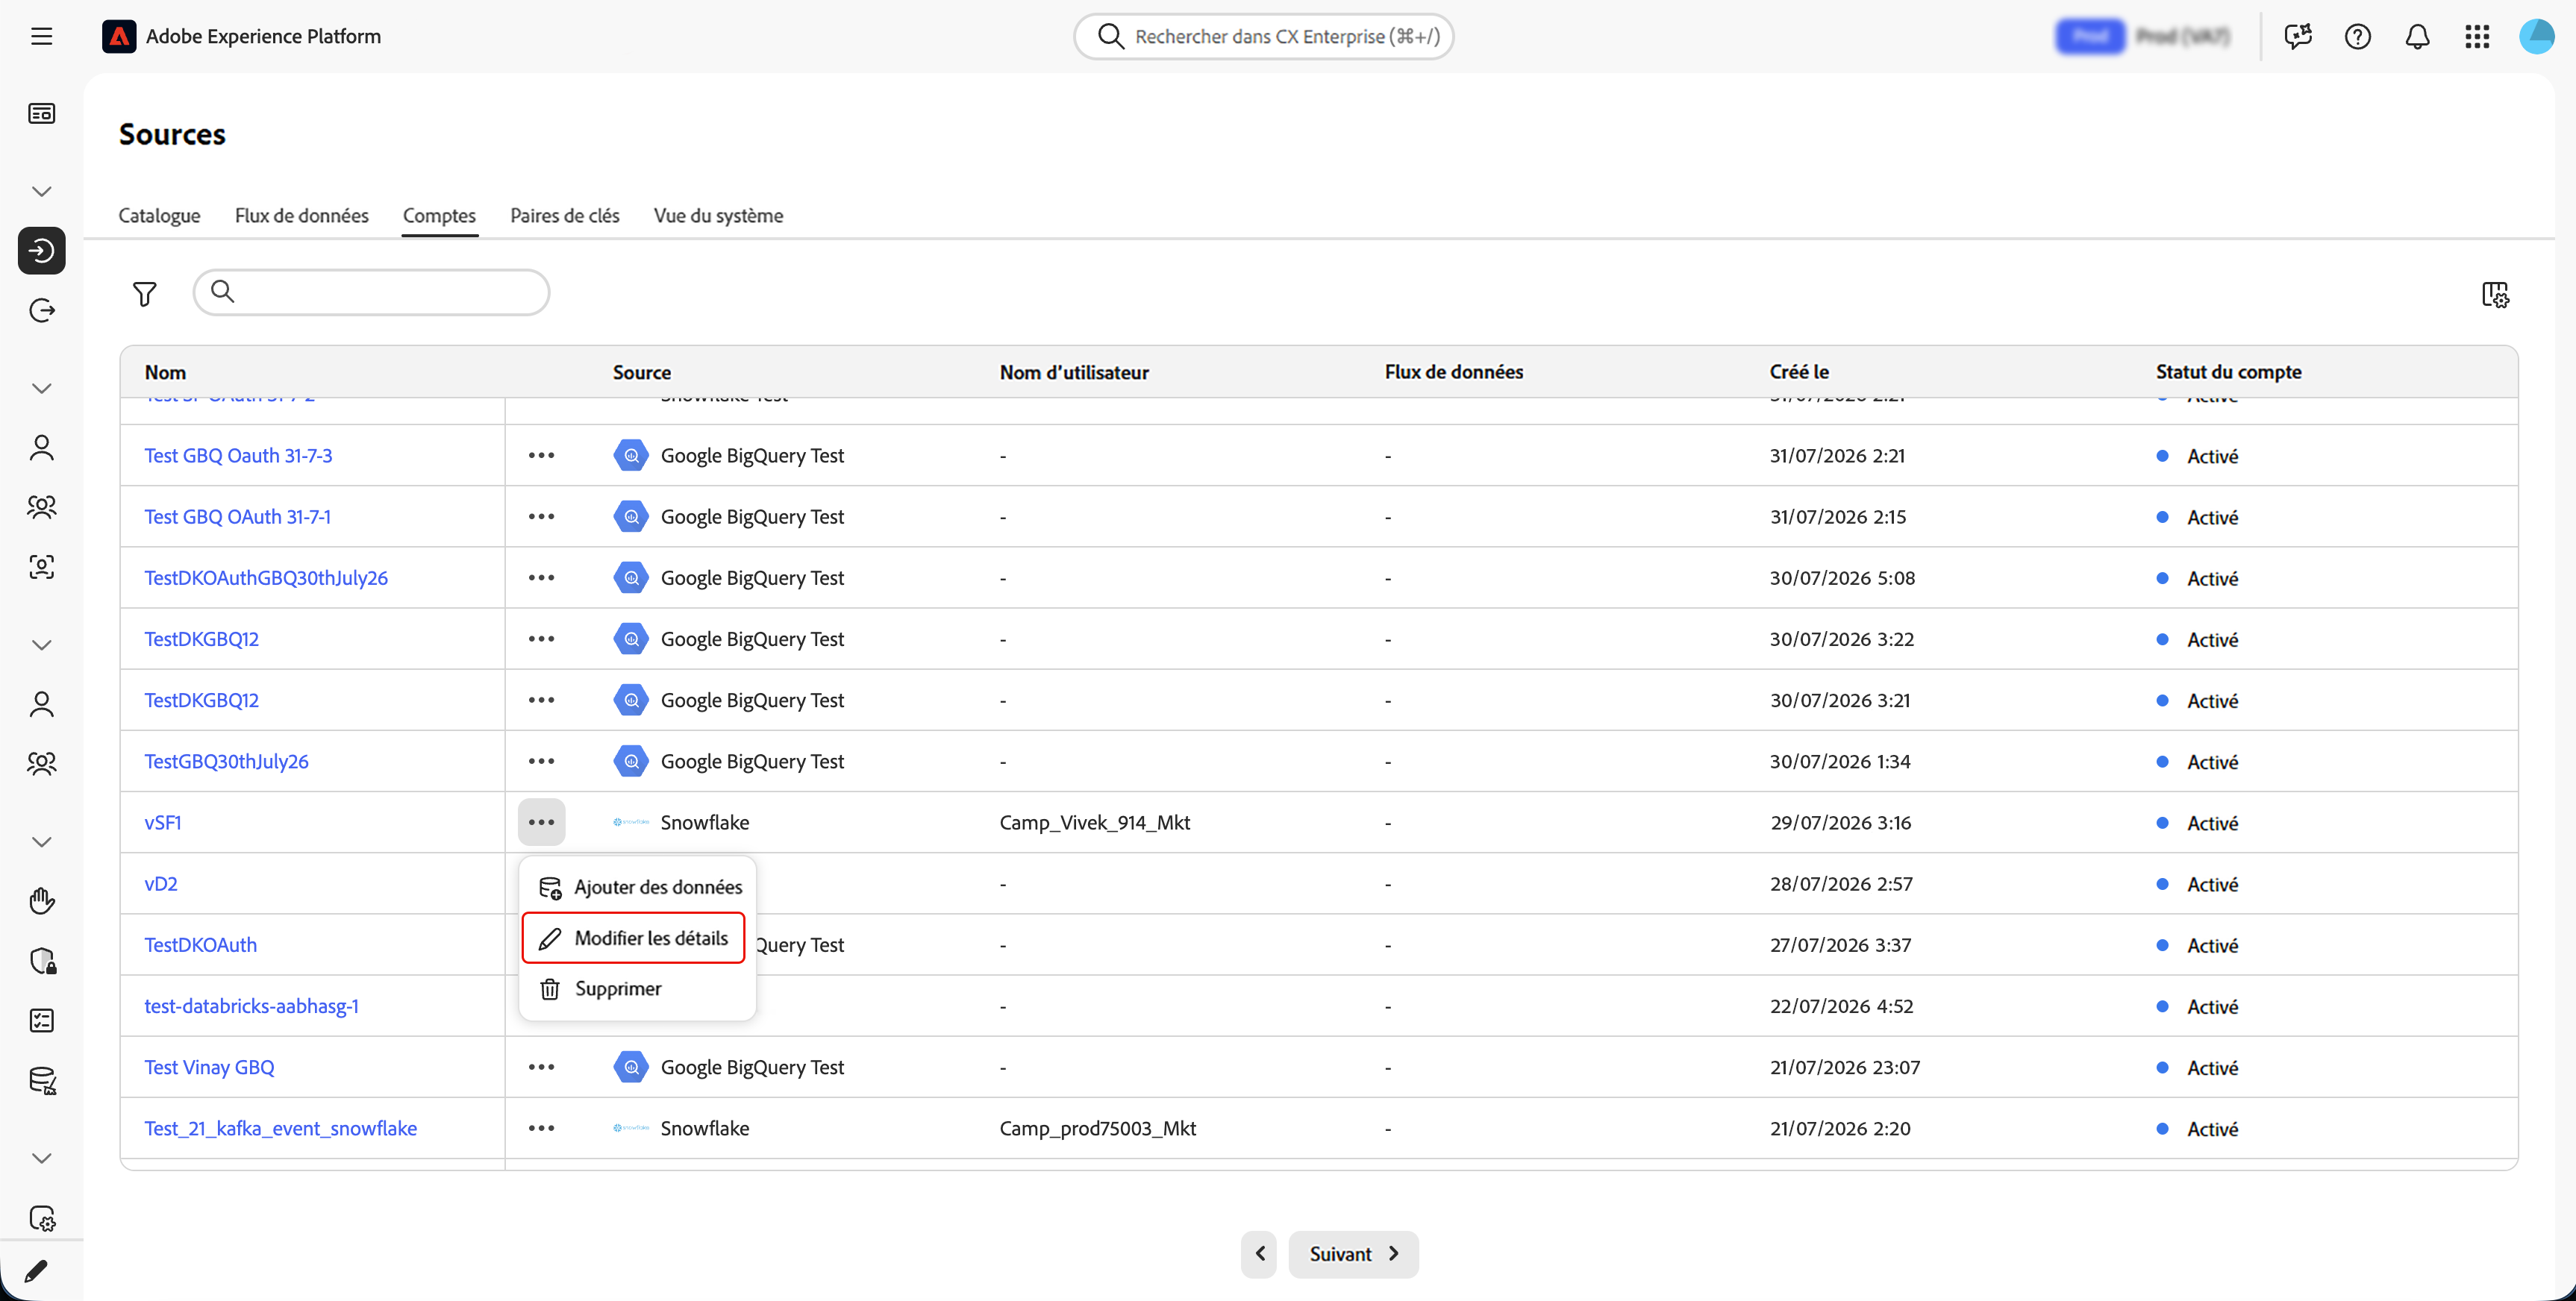 Adobe Experience Platform
Rechercher dans CX Enterprise (⌘+/)
Prod
Prod (VA7)
Sources
Catalogue
Flux de données
Comptes
Paires de clés
Vue du système
Nom
Source
Nom d’utilisateur
Flux de données
Créé le
Statut du compte
Test GBQ Oauth 31-7-3
Google BigQuery Test
-
-
31/07/2026 2:21
Activé
Test GBQ OAuth 31-7-1
Google BigQuery Test
-
-
31/07/2026 2:15
Activé
TestDKOAuthGBQ30thJuly26
Google BigQuery Test
-
-
30/07/2026 5:08
Activé
TestDKGBQ12
Google BigQuery Test
-
-
30/07/2026 3:22
Activé
TestDKGBQ12
Google BigQuery Test
-
-
30/07/2026 3:21
Activé
TestGBQ30thJuly26
Google BigQuery Test
-
-
30/07/2026 1:34
Activé
vSF1
Snowflake
Camp_Vivek_914_Mkt
-
29/07/2026 3:16
Activé
vD2
-
-
28/07/2026 2:57
Activé
Ajouter des données
Modifier les détails
Supprimer
TestDKOAuth
Query Test
-
-
27/07/2026 3:37
Activé
test-databricks-aabhasg-1
-
-
22/07/2026 4:52
Activé
Test Vinay GBQ
Google BigQuery Test
-
-
21/07/2026 23:07
Activé
Test_21_kafka_event_snowflake
Snowflake
Camp_prod75003_Mkt
-
21/07/2026 2:20
Activé
Suivant